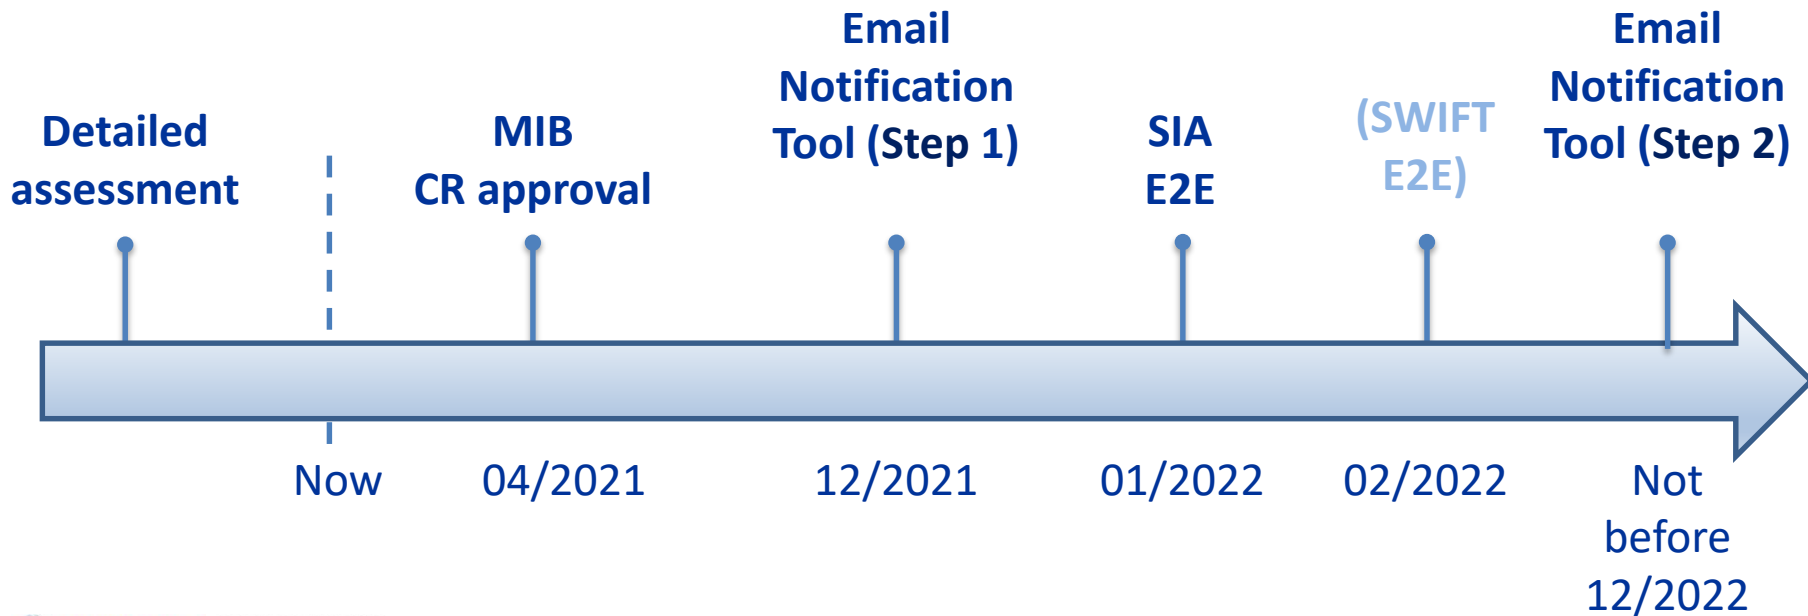 Detailed
assessment
MIB
CR approval
Email
Notification
Tool (Step 1)
SIA
E2E
(SWIFT
E2E)
Email
Notification
Tool (Step 2)
Now
04/2021
12/2021
01/2022
02/2022
Not
before
12/2022